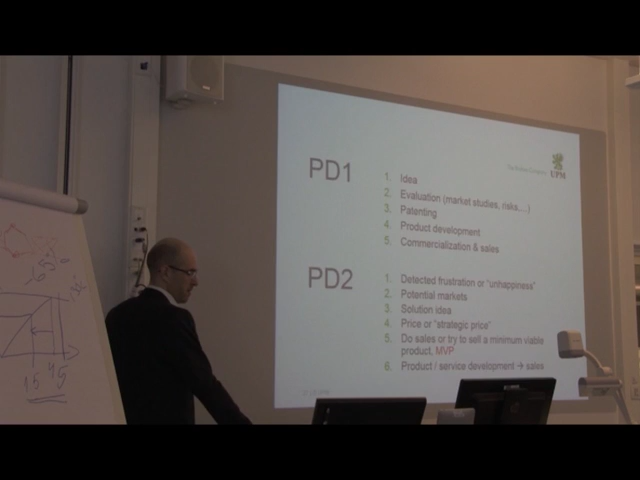 UPM
PD1
1. Idea
2. Evaluation (market studies, risks,...)
3. Patenting
4. Product development
5. Commercialization & sales
PD2
1. Detected frustration or "unhappiness"
2. Potential markets
3. Solution idea
4. Price or "strategic price"
5. Do sales or try to sell a minimum viable
product, MVP
6. Product / service development → sales
15 45